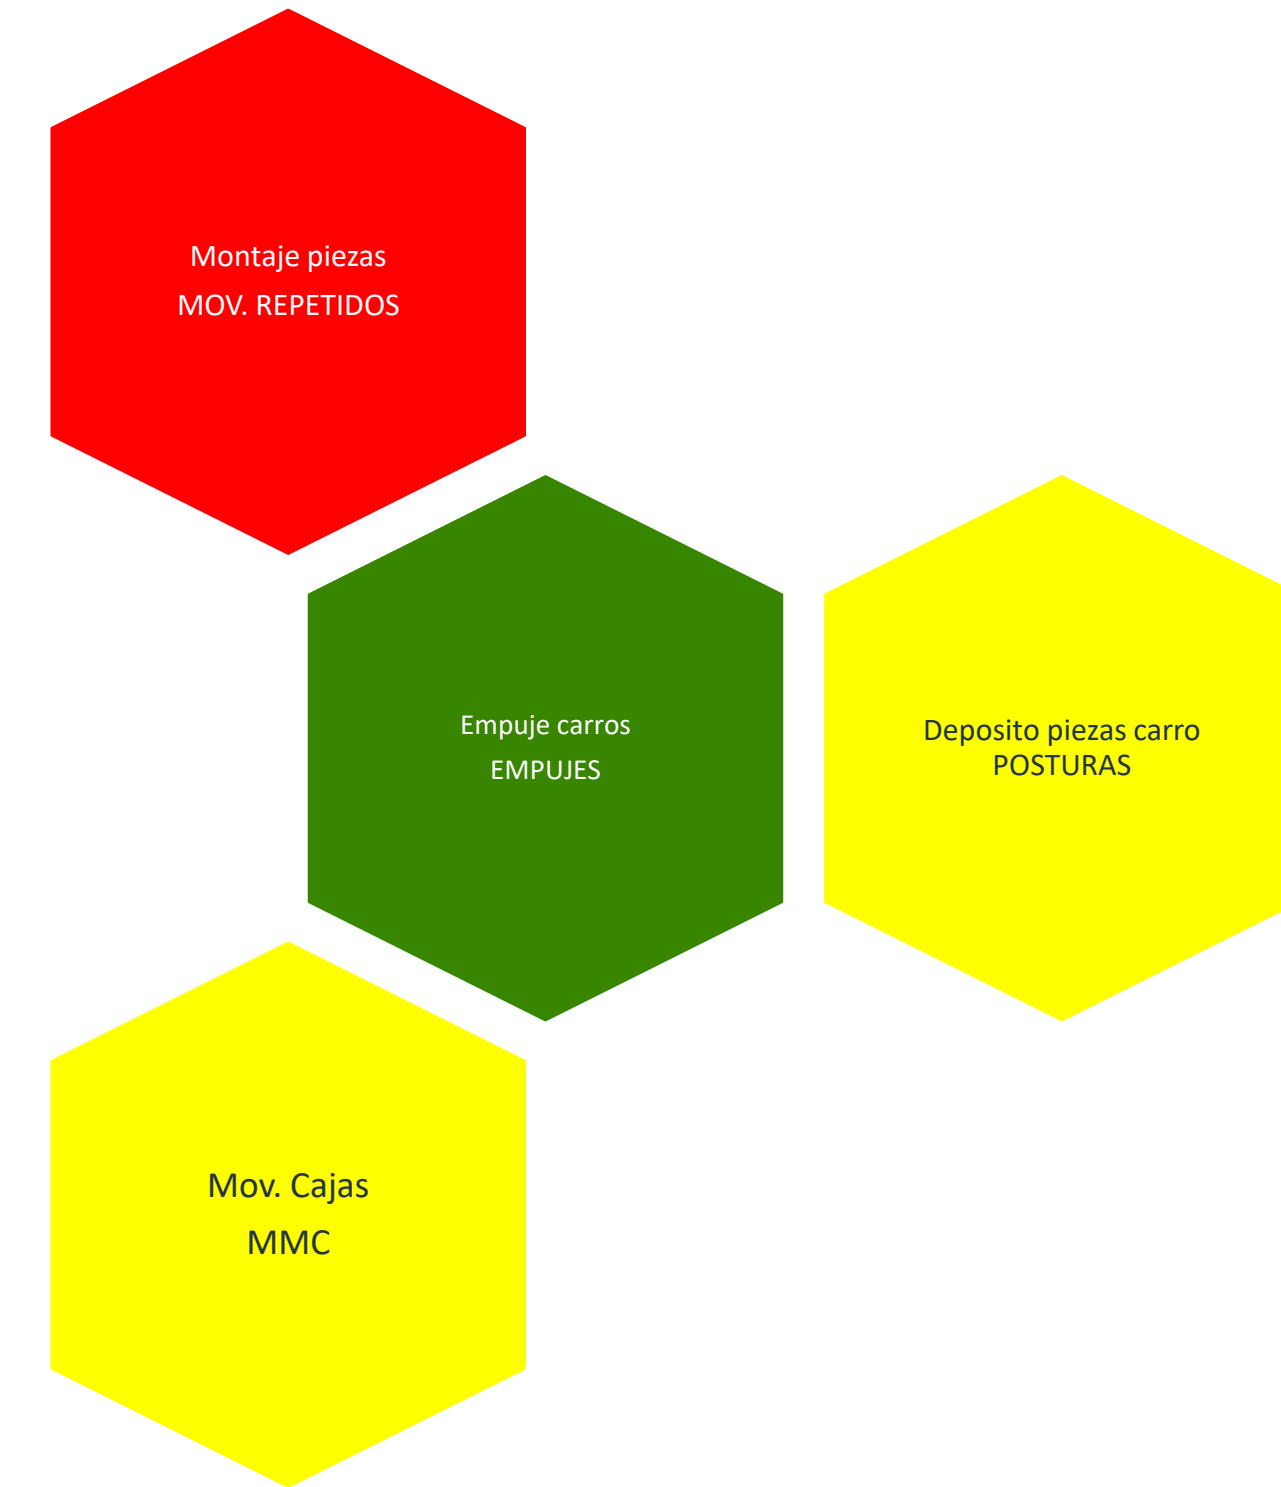 Montaje piezas
MOV. REPETIDOS
Empuje carros
EMPUJES
Deposito piezas carro
POSTURAS
Mov. Cajas
MMC